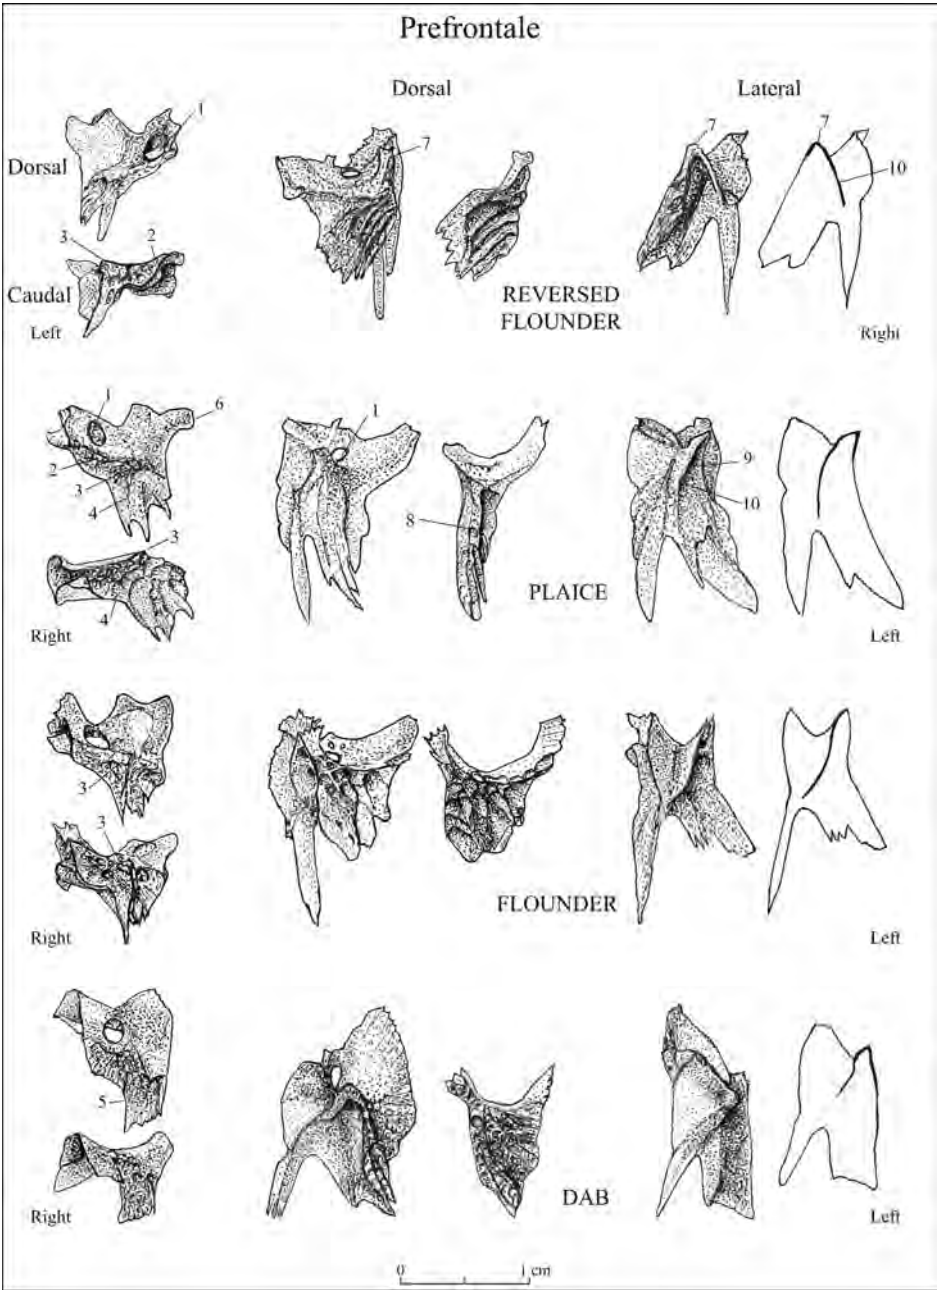 Prefrontale
Dorsal
Lateral
1
7
7
7
10
Dorsal
3
2
Caudal
Left
REVERSED
FLOUNDER
Right
1
6
1
2
3
4
9
10
8
3
4
PLAICE
Right
Left
3
3
FLOUNDER
Right
Left
5
DAB
Right
Left
0
1 cm